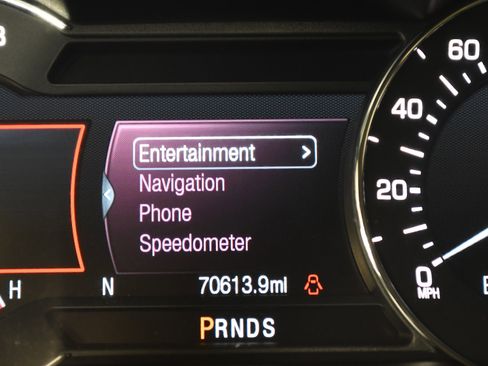 Entertainment >
Navigation
Phone
Speedometer
H
N
70613.9mi
PRNDS
60
40
20
0
MPH